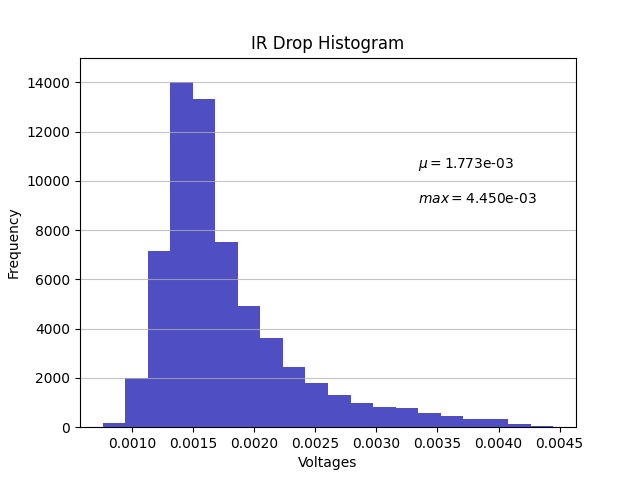 IR Drop Histogram
14000
12000
10000
8000
6000
4000
2000
0
Frequency
μ = 1.773e-03
max = 4.450e-03
0.0010 0.0015 0.0020 0.0025 0.0030 0.0035 0.0040 0.0045
Voltages